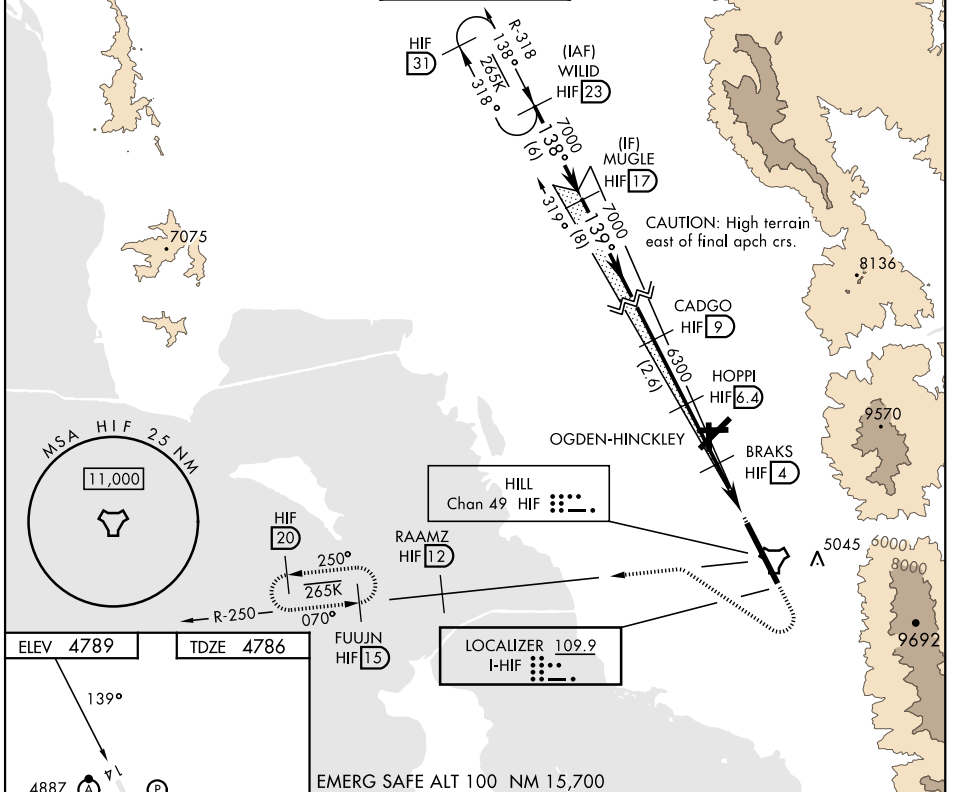 R-318
HIF
31
138°
265K
318°
(IAF)
WILID
HIF 23
7000
138°
(6)
(IF)
MUGLE
HIF 17
7000
319°
(8)
139°
CAUTION: High terrain
east of final apch crs.
7075
8136
CADGO
HIF 9
6300
(2.6)
HOPPI
HIF 6.4
9570
OGDEN-HINCKLEY
BRAKS
HIF 4
MSA HIF 25 NM
11,000
HILL
Chan 49 HIF
HIF
20
250°
265K
070°
R-250
RAAMZ
HIF 12
FUUJN
HIF 15
5045
6000
8000
9692
LOCALIZER 109.9
I-HIF
ELEV 4789
TDZE 4786
139°
14
4887
A
P
EMERG SAFE ALT 100 NM 15,700